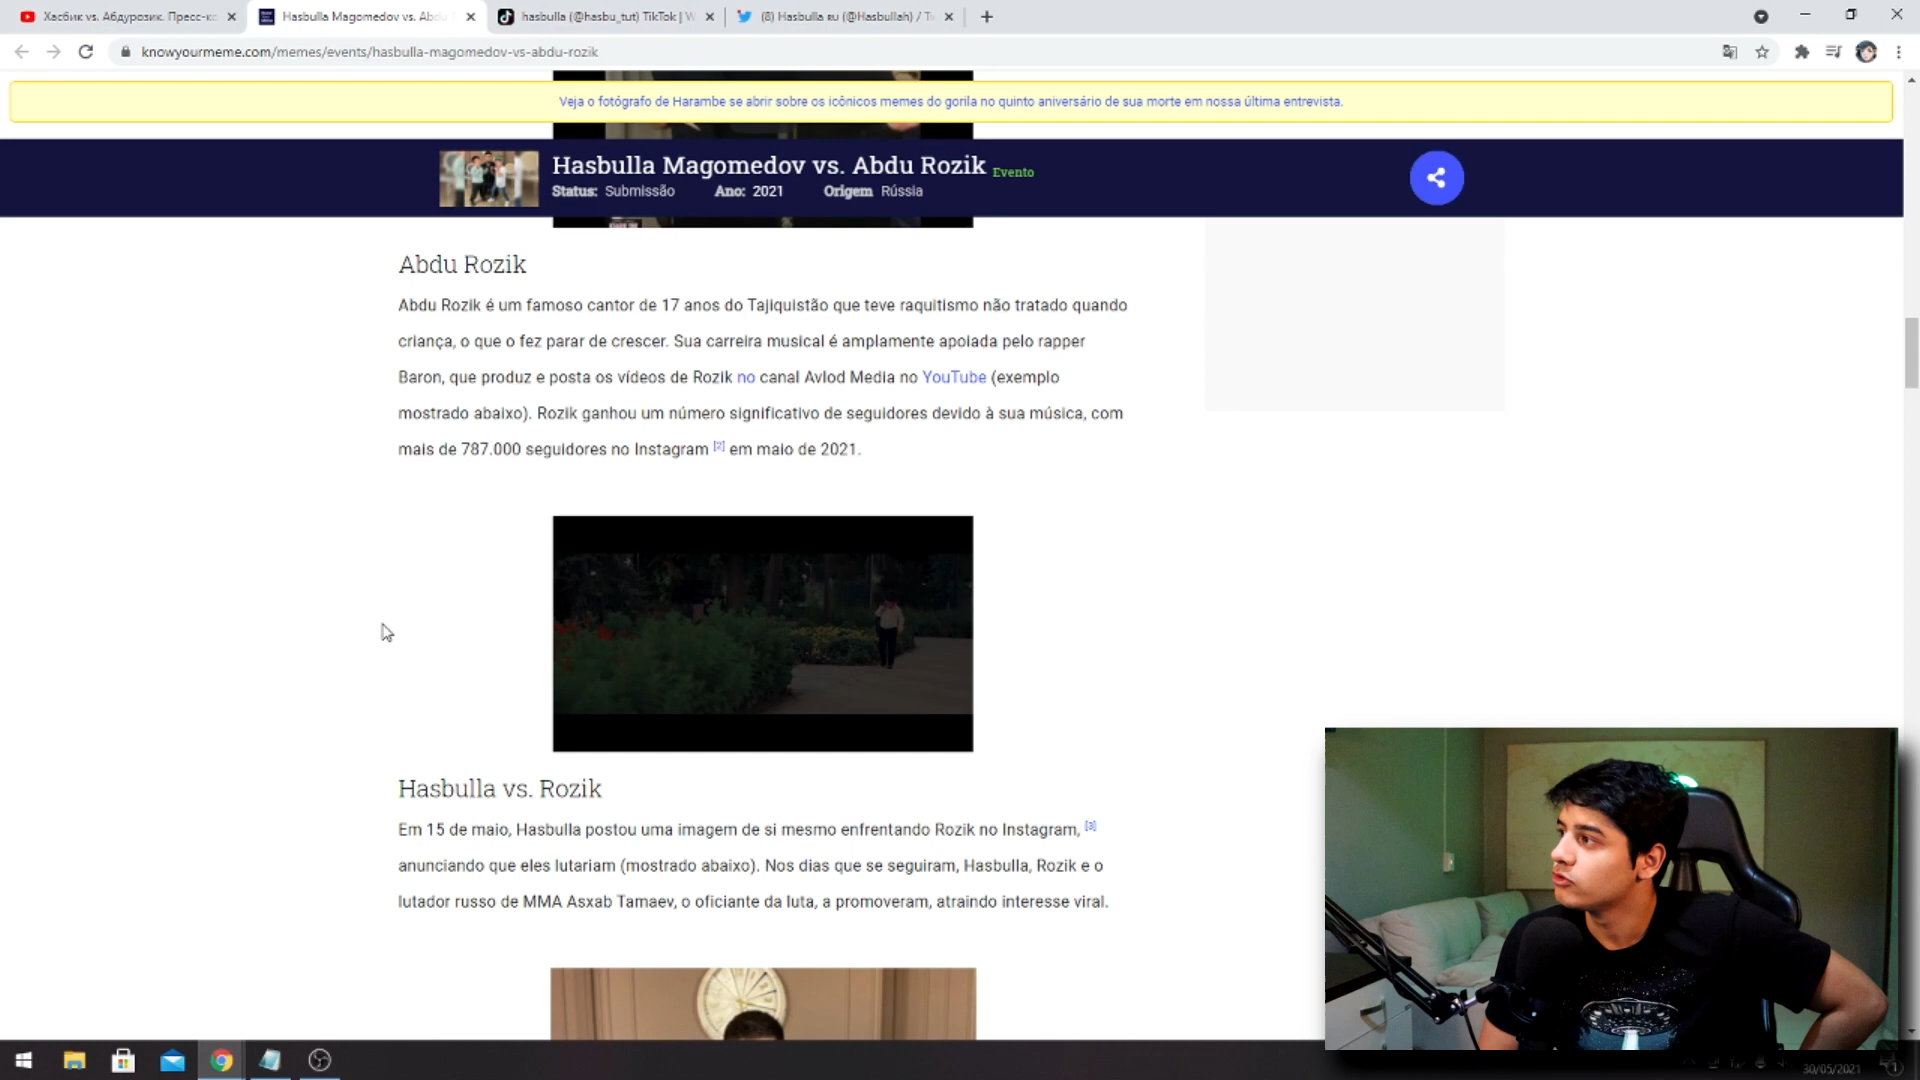 Хасбик vs. Абдурозик. Пресс-ко
Hasbulla Magomedov vs. Abdu
hasbulla (@hasbu_tut) TikTok | W
(8) Hasbulla RU (@Hasbullah) / T
knowyourmeme.com/memes/events/hasbulla-magomedov-vs-abdu-rozik
Veja o fotógrafo de Harambe se abrir sobre os icônicos memes do gorila no quinto aniversário de sua morte em nossa última entrevista.
Hasbulla Magomedov vs. Abdu Rozik Evento
Status: Submissão Ano: 2021 Origem Rússia
Abdu Rozik
Abdu Rozik é um famoso cantor de 17 anos do Tajiquistão que teve raquitismo não tratado quando
criança, o que o fez parar de crescer. Sua carreira musical é amplamente apoiada pelo rapper
Baron, que produz e posta os vídeos de Rozik no canal Avlod Media no YouTube (exemplo
mostrado abaixo). Rozik ganhou um número significativo de seguidores devido à sua música, com
mais de 787.000 seguidores no Instagram [2] em maio de 2021.
Hasbulla vs. Rozik
Em 15 de maio, Hasbulla postou uma imagem de si mesmo enfrentando Rozik no Instagram, [3]
anunciando que eles lutariam (mostrado abaixo). Nos dias que se seguiram, Hasbulla, Rozik e o
lutador russo de MMA Asxab Tamaev, o oficiante da luta, a promoveram, atraindo interesse viral.
30/05/2021